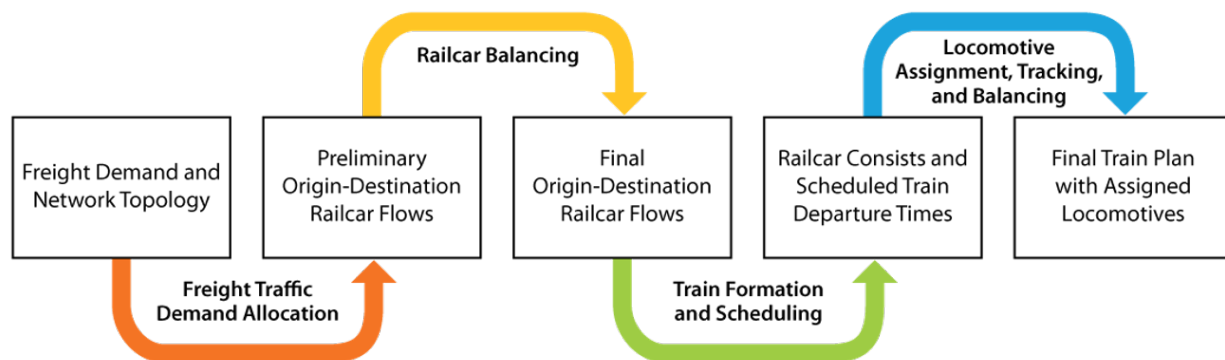 Railcar Balancing
Locomotive
Assignment, Tracking,
and Balancing
Freight Demand and
Network Topology
Preliminary
Origin-Destination
Railcar Flows
Final
Origin-Destination
Railcar Flows
Railcar Consists and
Scheduled Train
Departure Times
Final Train Plan
with Assigned
Locomotives
Freight Traffic
Demand Allocation
Train Formation
and Scheduling